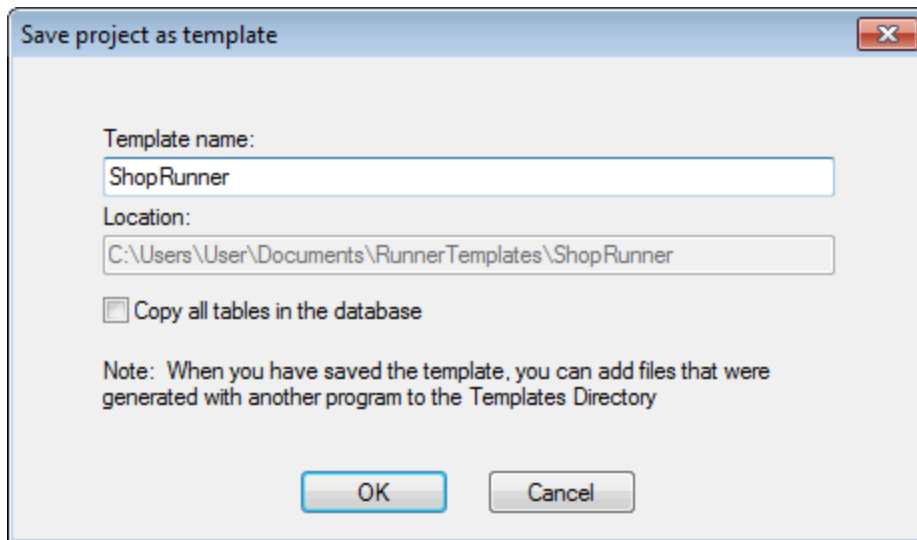 Save project as template
Template name:
ShopRunner
Location:
C:\Users\User\Documents\RunnerTemplates\ShopRunner
Copy all tables in the database
Note:  When you have saved the template, you can add files that were
generated with another program to the Templates Directory
OK
Cancel